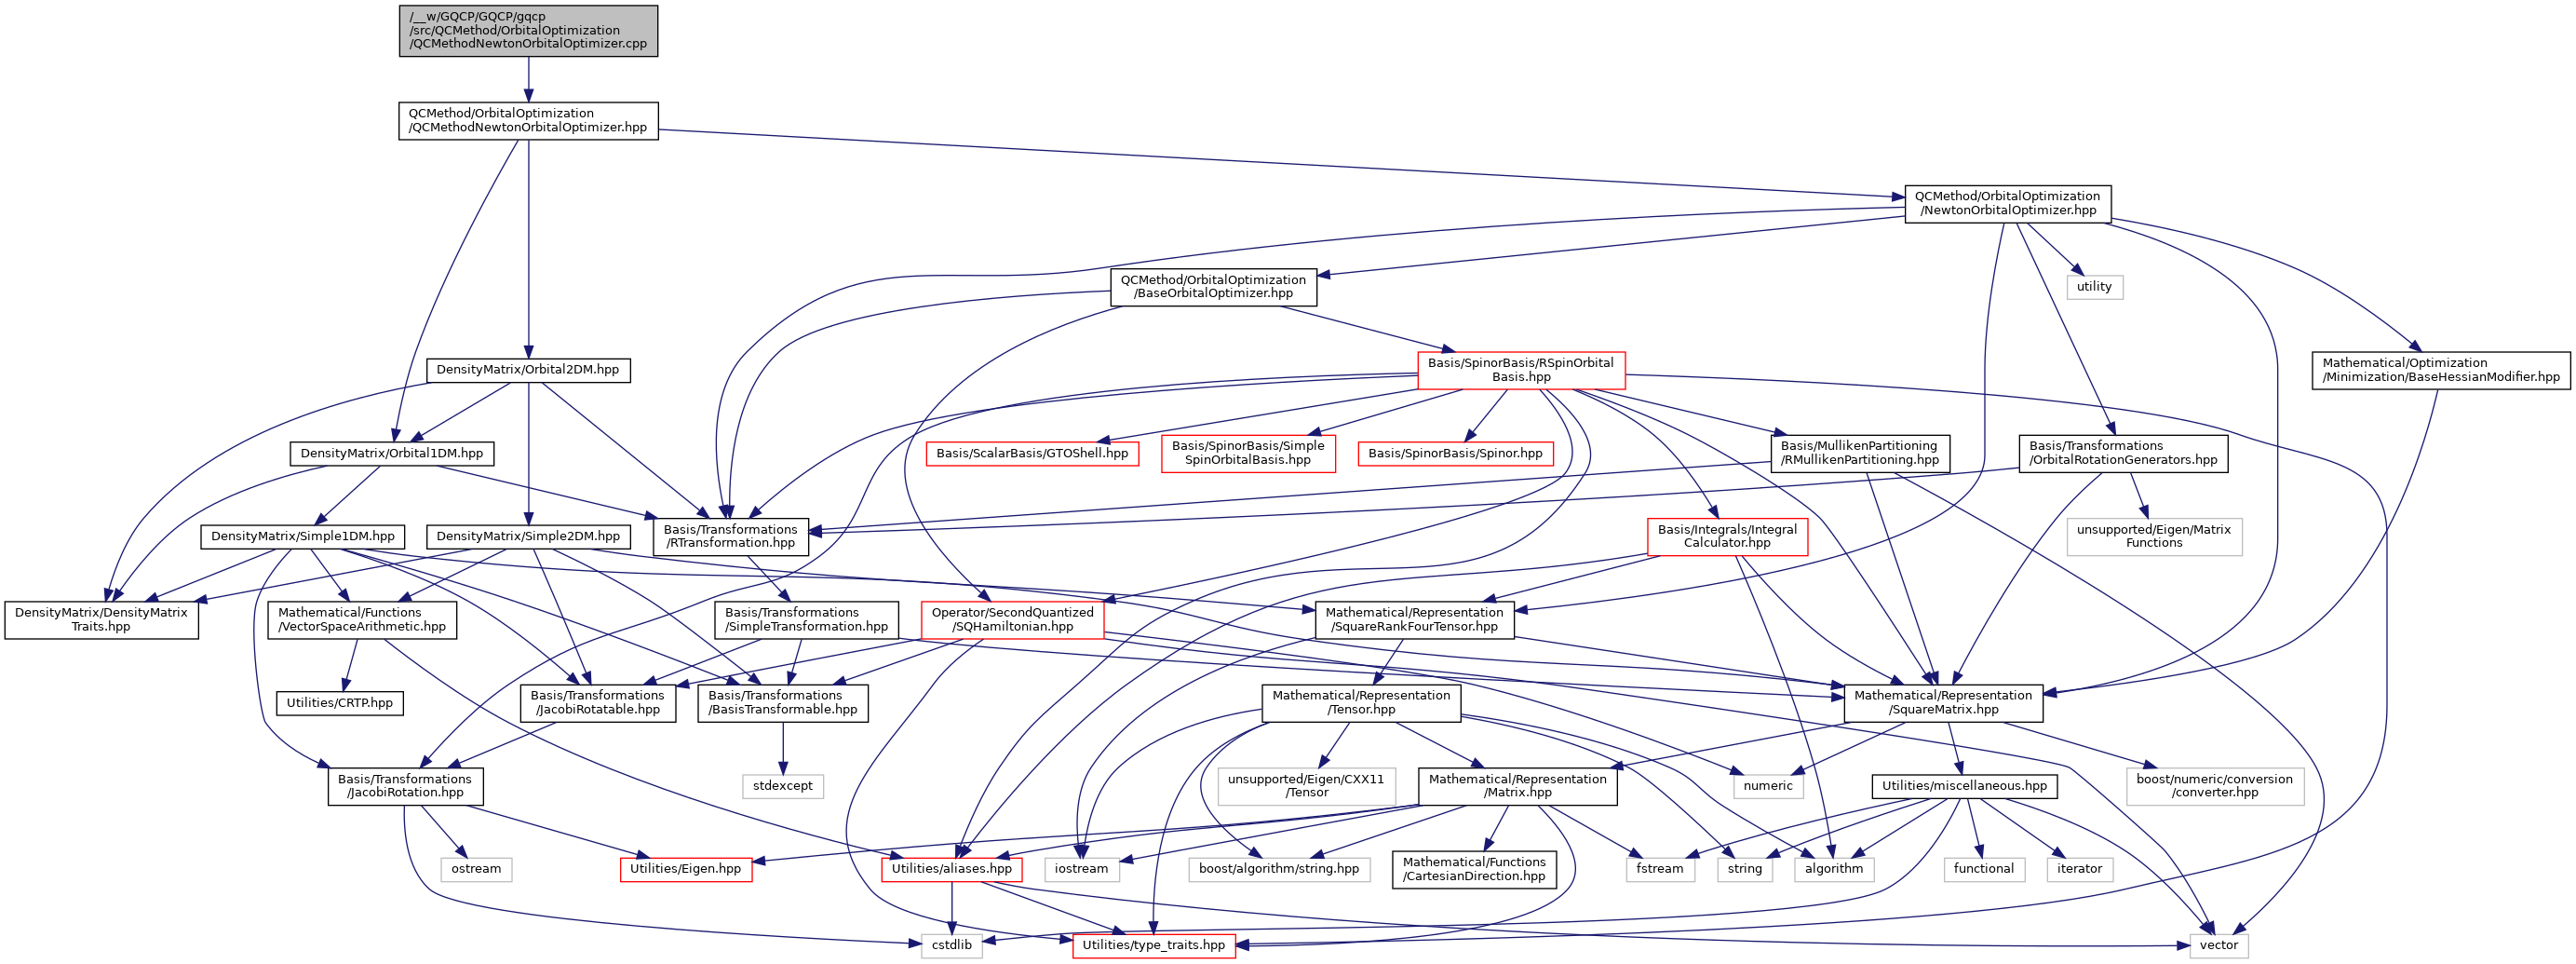 /__w/GQCP/GQCP/gqcp
/src/QCMethod/OrbitalOptimization
/QCMethodNewtonOrbitalOptimizer.cpp
QCMethod/OrbitalOptimization
/QCMethodNewtonOrbitalOptimizer.hpp
QCMethod/OrbitalOptimization
/NewtonOrbitalOptimizer.hpp
QCMethod/OrbitalOptimization
/BaseOrbitalOptimizer.hpp
utility
DensityMatrix/Orbital2DM.hpp
Basis/SpinorBasis/RSpinOrbital
Basis.hpp
Mathematical/Optimization
/Minimization/BaseHessianModifier.hpp
DensityMatrix/Orbital1DM.hpp
Basis/ScalarBasis/GTOShell.hpp
Basis/SpinorBasis/Simple
SpinOrbitalBasis.hpp
Basis/SpinorBasis/Spinor.hpp
Basis/MullikenPartitioning
/RMullikenPartitioning.hpp
Basis/Transformations
/OrbitalRotationGenerators.hpp
DensityMatrix/Simple1DM.hpp
DensityMatrix/Simple2DM.hpp
Basis/Transformations
/RTransformation.hpp
Basis/Integrals/Integral
Calculator.hpp
unsupported/Eigen/Matrix
Functions
DensityMatrix/DensityMatrix
Traits.hpp
Mathematical/Functions
/VectorSpaceArithmetic.hpp
Basis/Transformations
/SimpleTransformation.hpp
Operator/SecondQuantized
/SQHamiltonian.hpp
Mathematical/Representation
/SquareRankFourTensor.hpp
Utilities/CRTP.hpp
Basis/Transformations
/JacobiRotatable.hpp
Basis/Transformations
/BasisTransformable.hpp
Mathematical/Representation
/Tensor.hpp
Mathematical/Representation
/SquareMatrix.hpp
Basis/Transformations
/JacobiRotation.hpp
stdexcept
unsupported/Eigen/CXX11
/Tensor
Mathematical/Representation
/Matrix.hpp
numeric
Utilities/miscellaneous.hpp
boost/numeric/conversion
/converter.hpp
ostream
Utilities/Eigen.hpp
Utilities/aliases.hpp
iostream
boost/algorithm/string.hpp
Mathematical/Functions
/CartesianDirection.hpp
fstream
string
algorithm
functional
iterator
cstdlib
Utilities/type_traits.hpp
vector